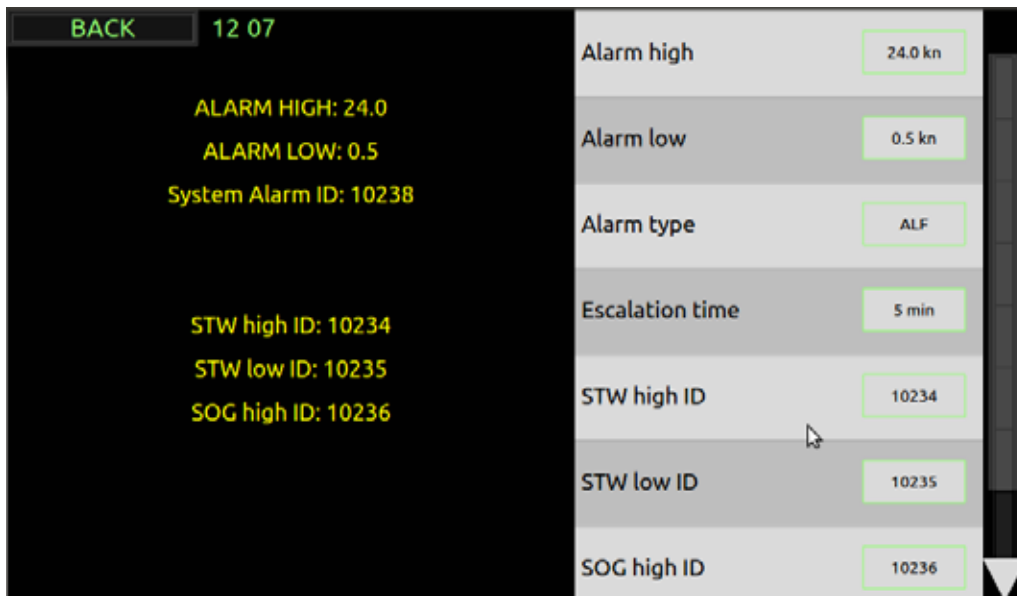 BACK
12 07
ALARM HIGH: 24.0
ALARM LOW: 0.5
System Alarm ID: 10238
STW high ID: 10234
STW low ID: 10235
SOG high ID: 10236
Alarm high 24.0 kn
Alarm low 0.5 kn
Alarm type ALF
Escalation time 5 min
STW high ID 10234
STW low ID 10235
SOG high ID 10236